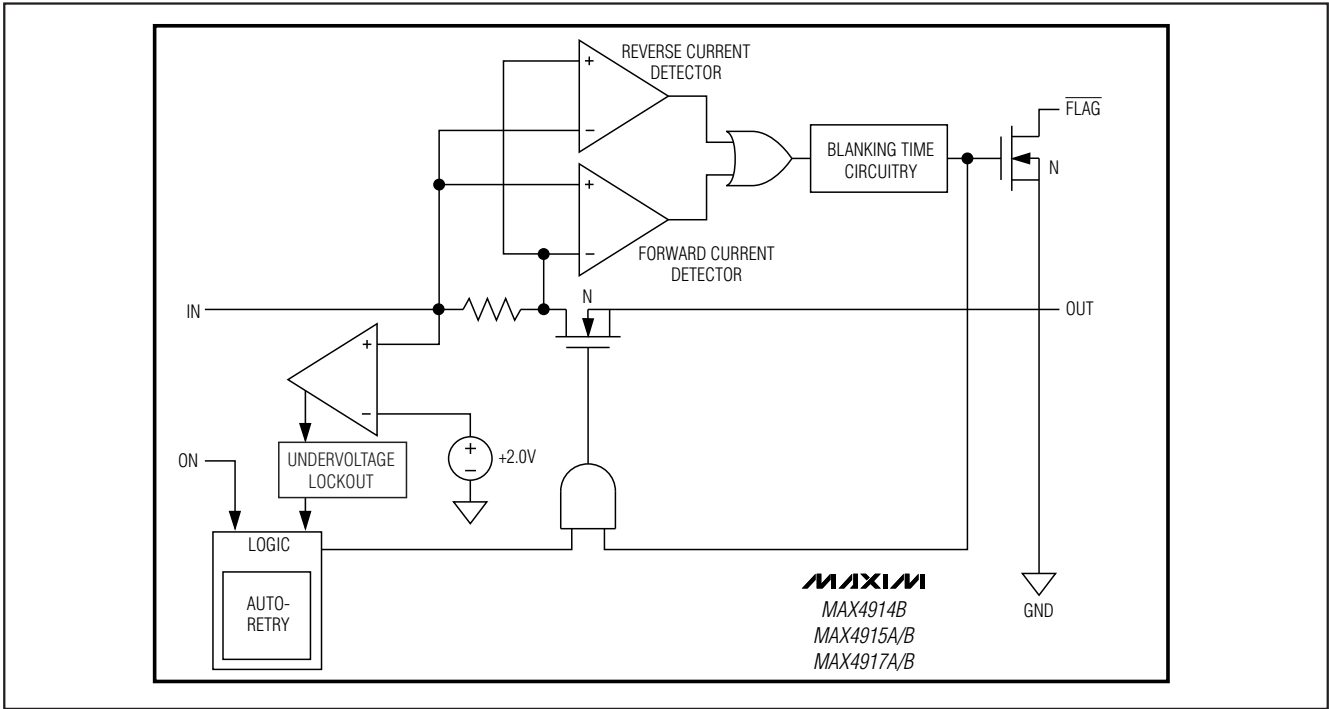 REVERSE CURRENT
DETECTOR
+
−
FLAG
BLANKING TIME
CIRCUITRY
N
+
−
FORWARD CURRENT
DETECTOR
IN
N
OUT
+
−
ON
UNDERVOLTAGE
LOCKOUT
+
−
+2.0V
LOGIC
AUTO-
RETRY
MAXIM
MAX4914B
MAX4915A/B
MAX4917A/B
GND